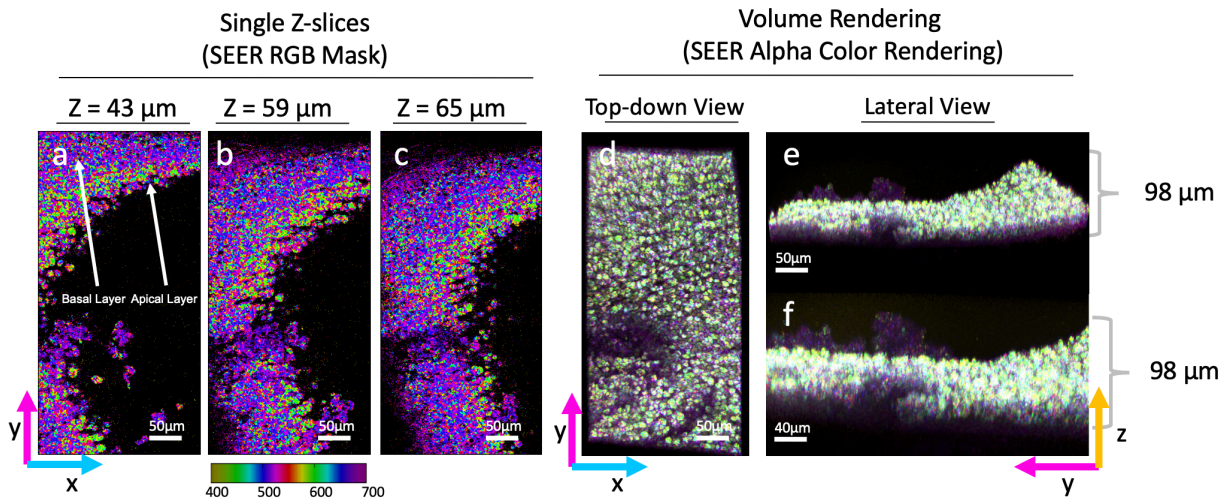 Single Z-slices
(SEER RGB Mask)
Volume Rendering
(SEER Alpha Color Rendering)
Z = 43 µm
Z = 59 µm
Z = 65 µm
Top-down View
Lateral View
a
b
c
d
e
f
Basal Layer
Apical Layer
98 µm
98 µm
50µm
50µm
50µm
50µm
50µm
40µm
y
x
y
x
z
y
400 500 600 700